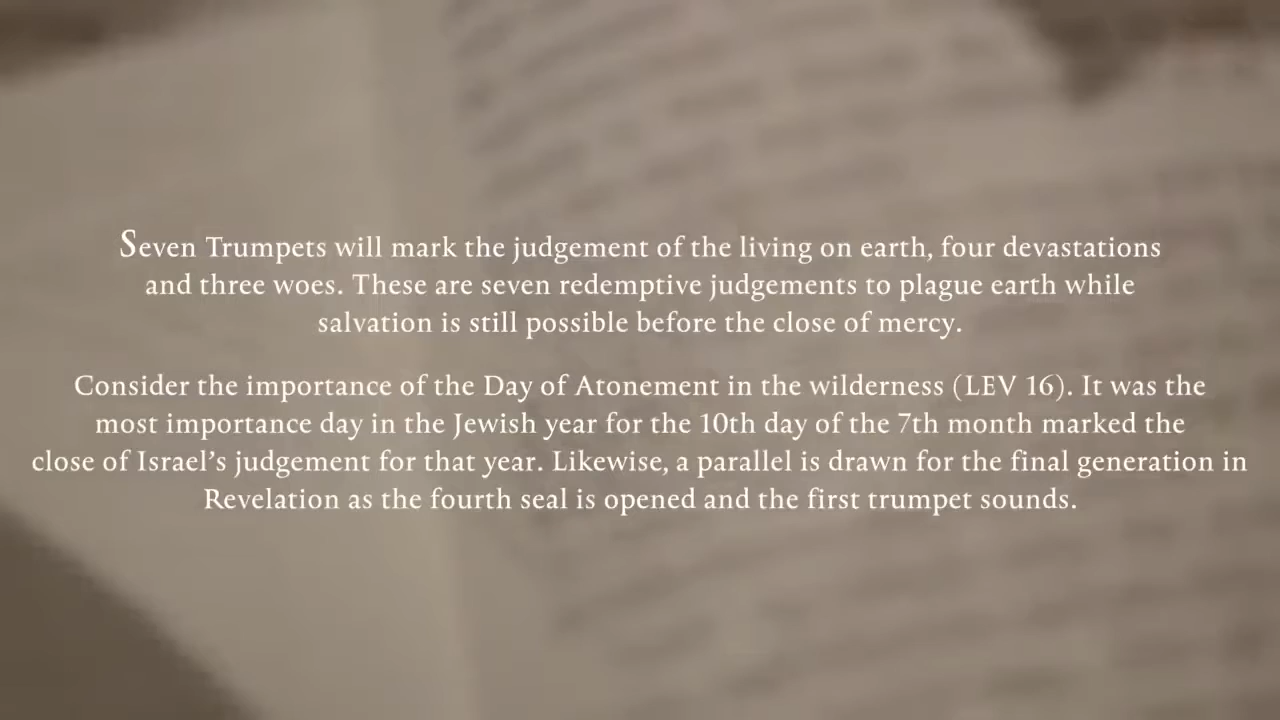 Seven Trumpets will mark the judgement of the living on earth, four devastations
and three woes. These are seven redemptive judgements to plague earth while
salvation is still possible before the close of mercy.
Consider the importance of the Day of Atonement in the wilderness (LEV 16). It was the
most importance day in the Jewish year for the 10th day of the 7th month marked the
close of Israel's judgement for that year. Likewise, a parallel is drawn for the final generation in
Revelation as the fourth seal is opened and the first trumpet sounds.